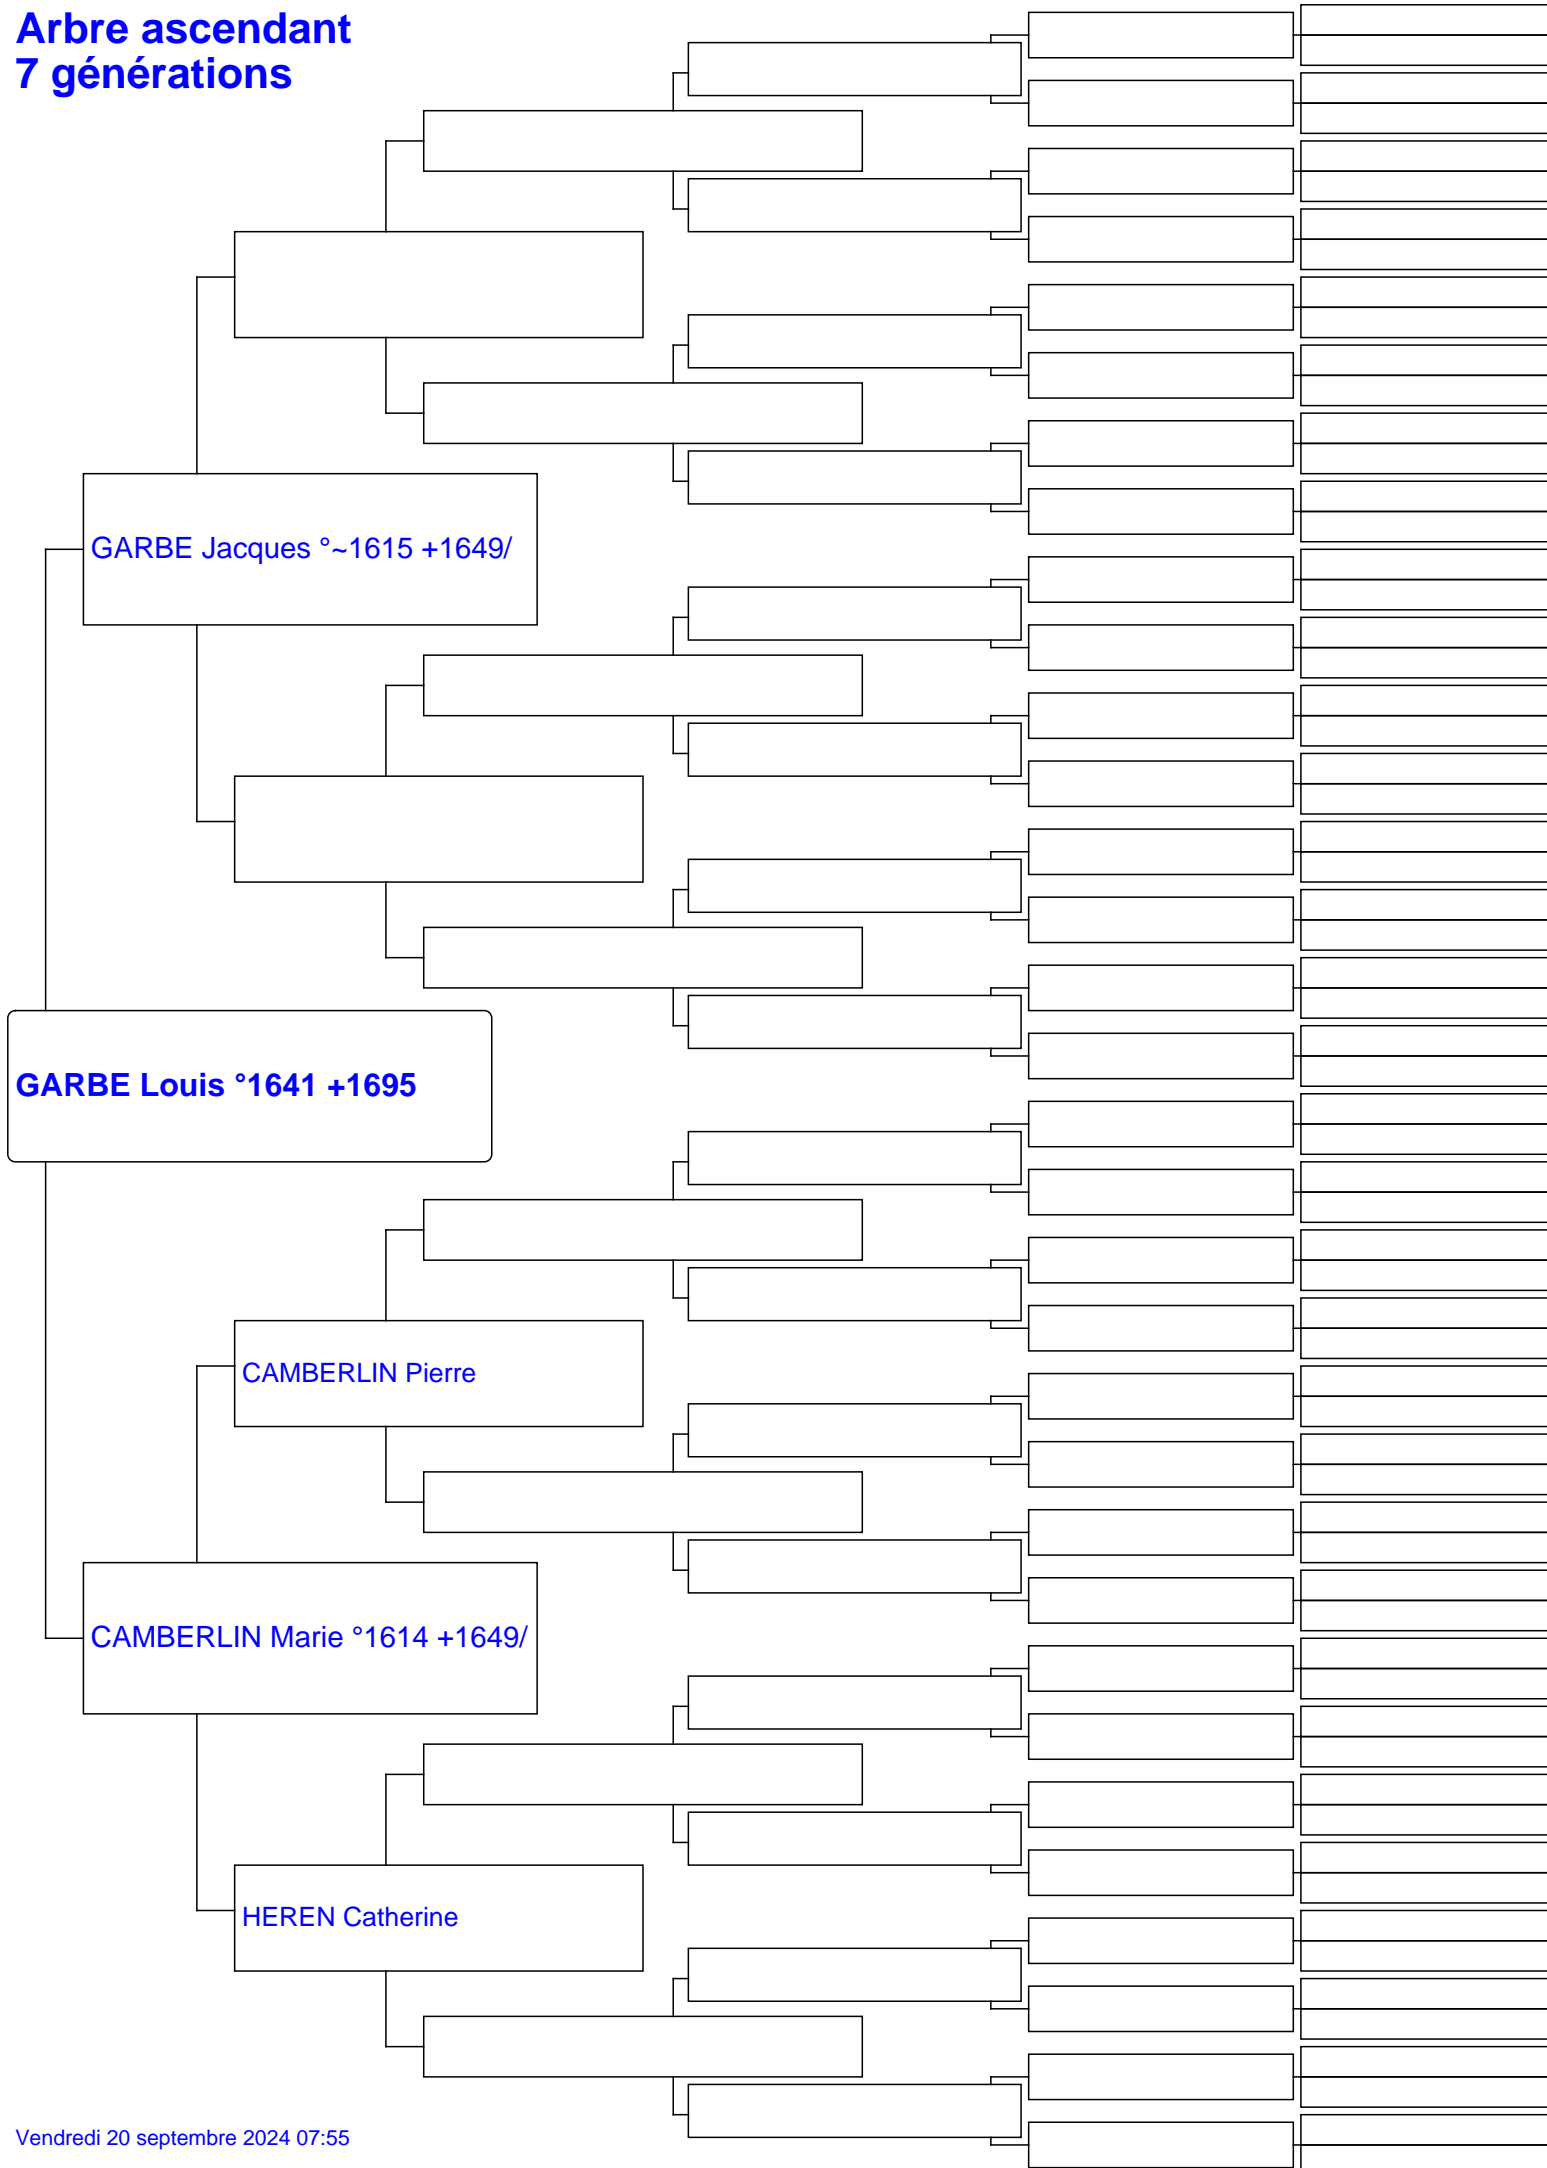 Arbre ascendant
7 générations
GARBE Jacques °~1615 +1649/
GARBE Louis °1641 +1695
CAMBERLIN Pierre
CAMBERLIN Marie °1614 +1649/
HEREN Catherine
Vendredi 20 septembre 2024 07:55